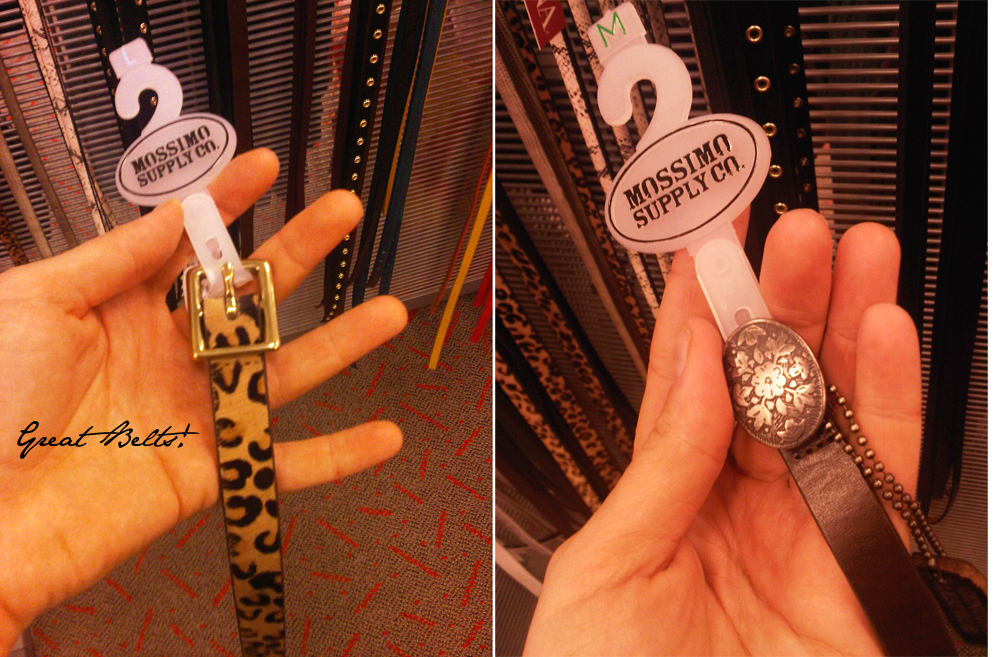 L
MOSSIMO
SUPPLY CO.
Great Belts!
M
MOSSIMO
SUPPLY CO.